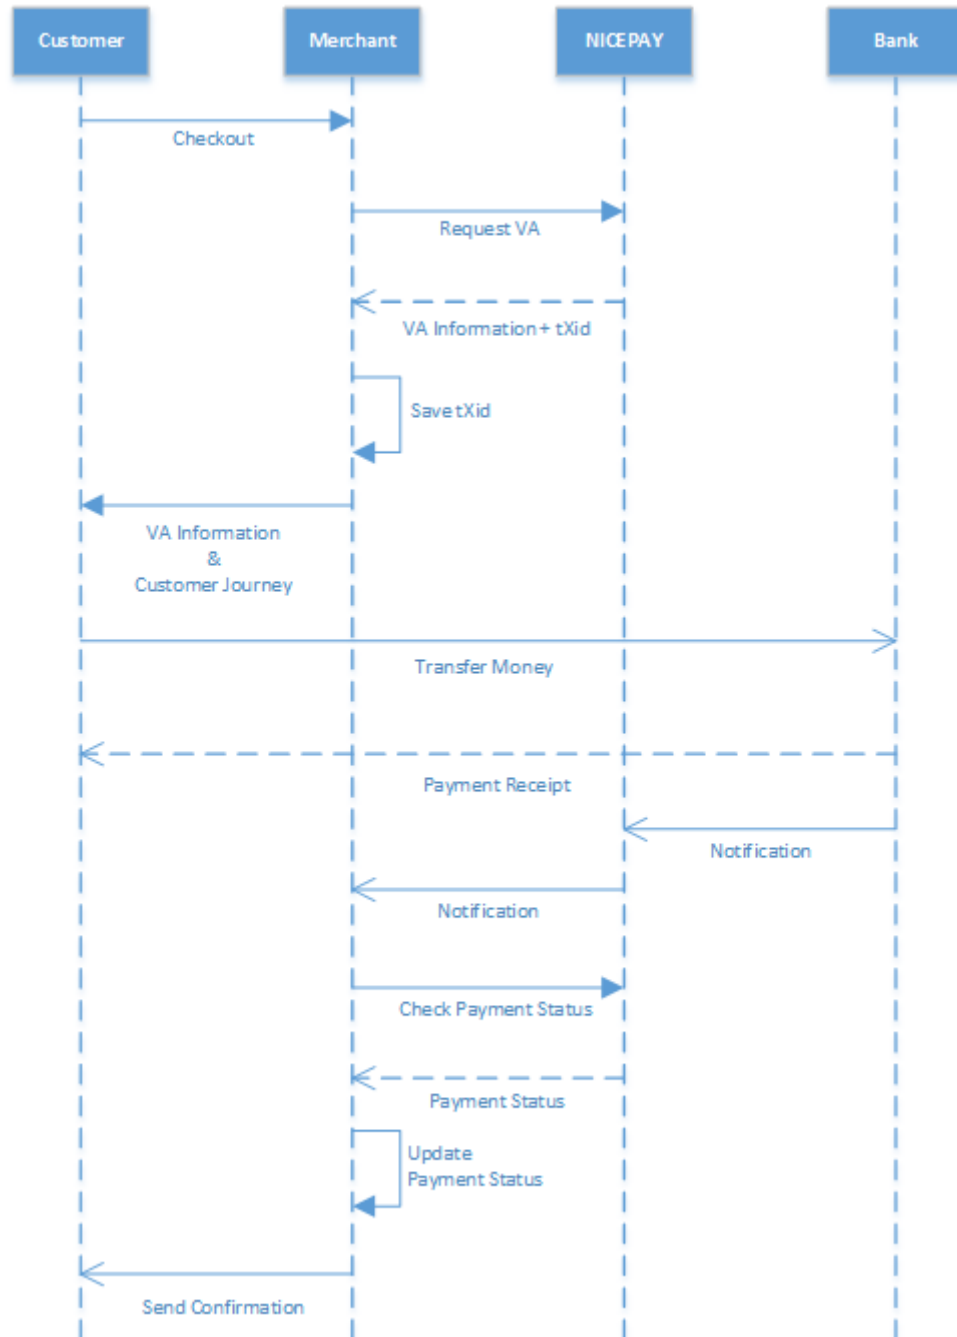 Customer
Merchant
NICEPAY
Bank
Checkout
Request VA
VA Information + tXid
Save tXid
VA Information
&
Customer Journey
Transfer Money
Payment Receipt
Notification
Notification
Check Payment Status
Payment Status
Update
Payment Status
Send Confirmation